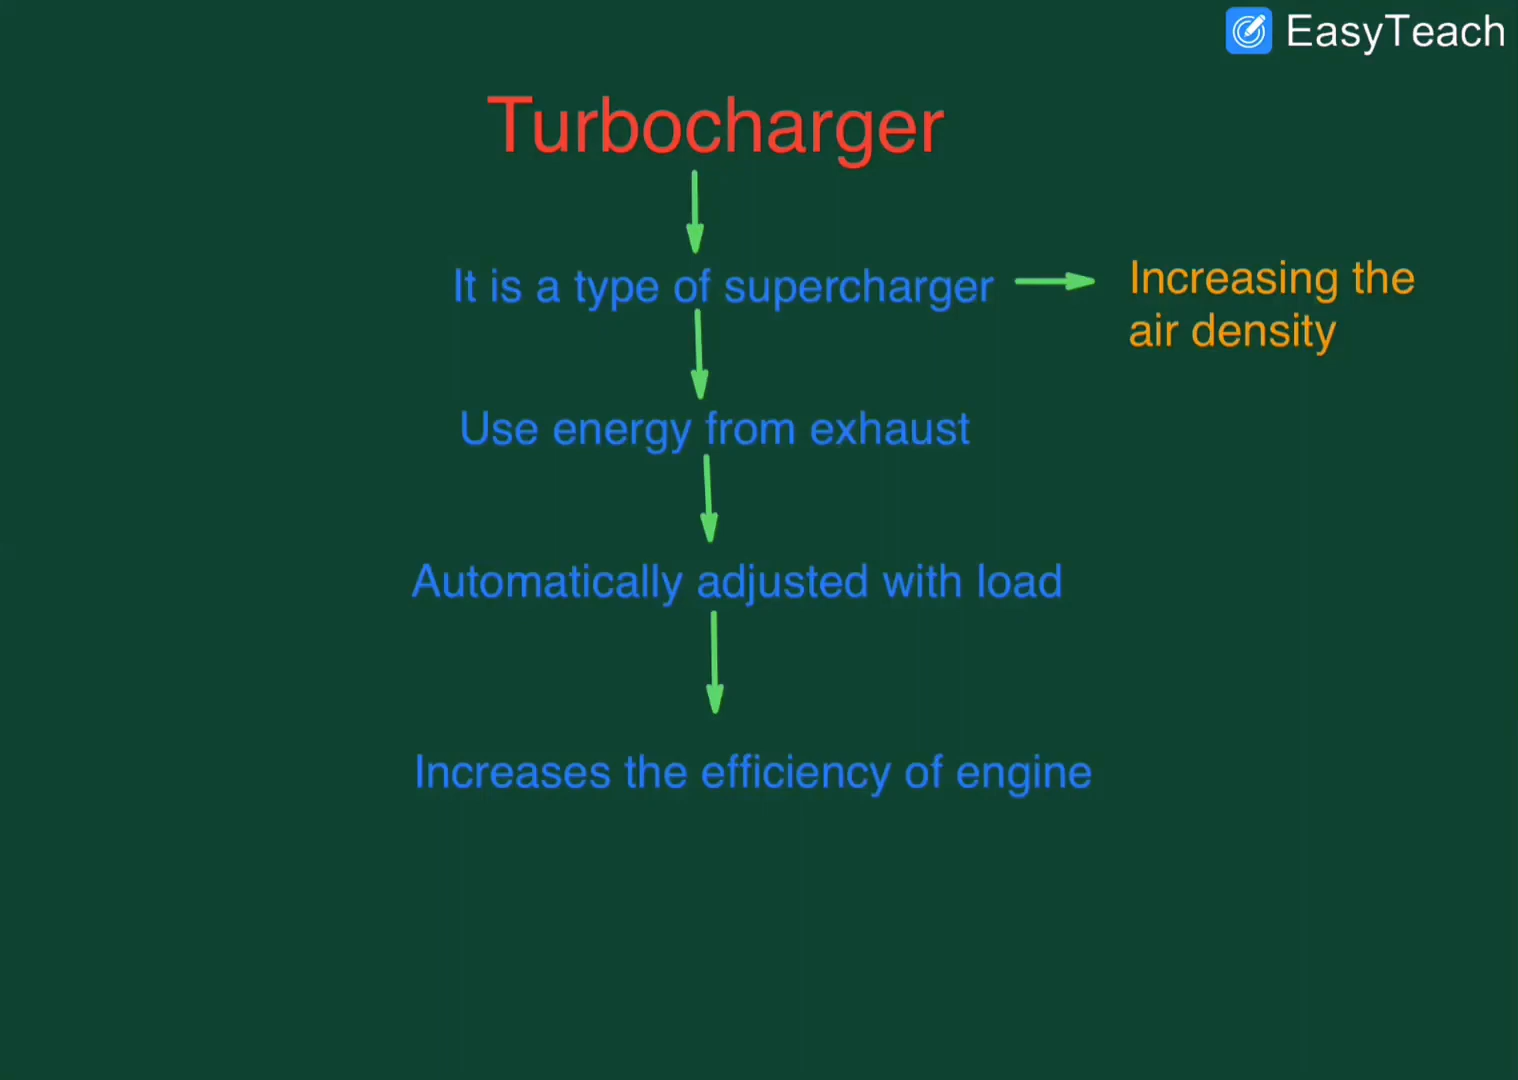 EasyTeach
Turbocharger
It is a type of supercharger
Increasing the
air density
Use energy from exhaust
Automatically adjusted with load
Increases the efficiency of engine